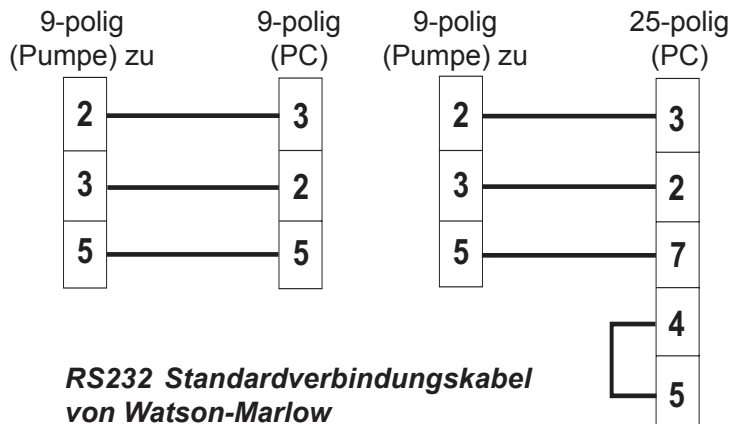 9-polig
(Pumpe) zu
9-polig
(PC)
2
3
3
2
5
5
9-polig
(Pumpe) zu
25-polig
(PC)
2
3
3
2
5
7
4
5
RS232 Standardverbindungskabel
von Watson-Marlow